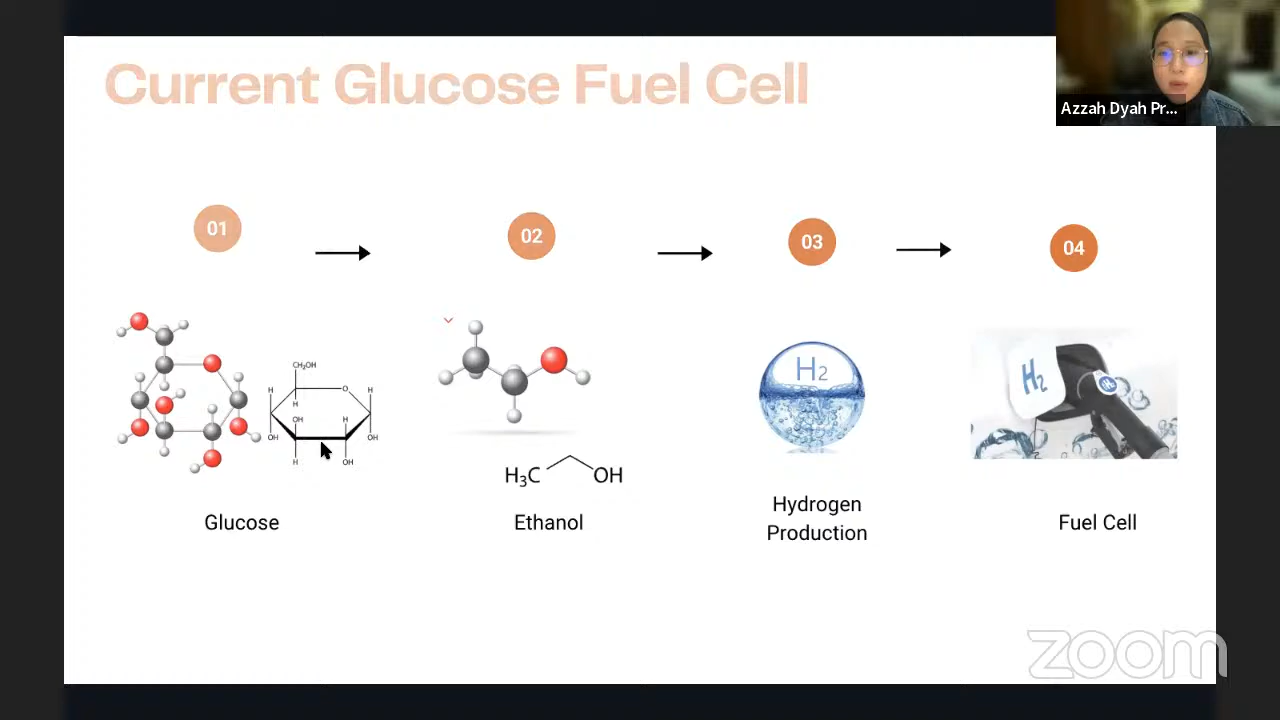 Current Glucose Fuel Cell
Azzah Dyah Pr...
01
02
03
04
CH₂OH
O
H
H
H
OH
H
OH
OH
H
OH
H₃C
OH
H₂
H₂
H
Glucose
Ethanol
Hydrogen
Production
Fuel Cell
zoom